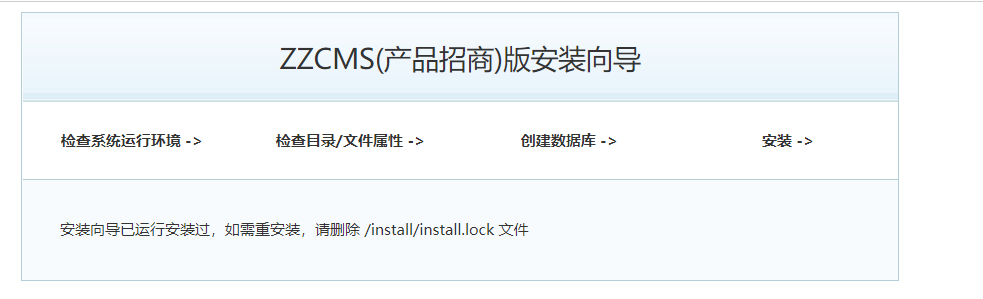 ZZCMS(产品招商)版安装向导
检查系统运行环境 -> 检查目录/文件属性 -> 创建数据库 -> 安装 ->
安装向导已运行安装过，如需重安装，请删除 /install/install.lock 文件